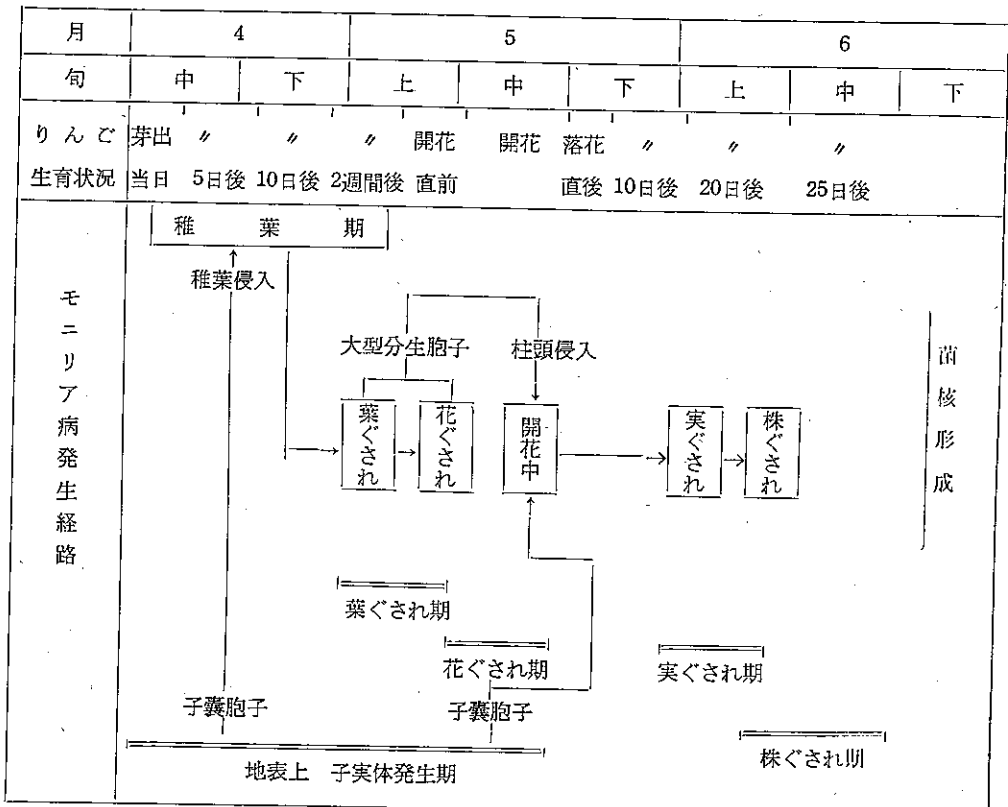 月 4 5 6
旬 中 下 上 中 下 上 中 下
りんご 芽出 〃 〃 〃 開花 開花 落花 〃 〃 〃
生育状況 当日 5日後 10日後 2週間後 直前 直後 10日後 20日後 25日後
稚葉期
稚葉侵入
モニリア病発生経路
大型分生胞子 柱頭侵入
葉ぐされ 花ぐされ 開花中 実ぐされ 株ぐされ
菌核形成
葉ぐされ期
花ぐされ期 実ぐされ期
子嚢胞子 子嚢胞子
地表上 子実体発生期 株ぐされ期